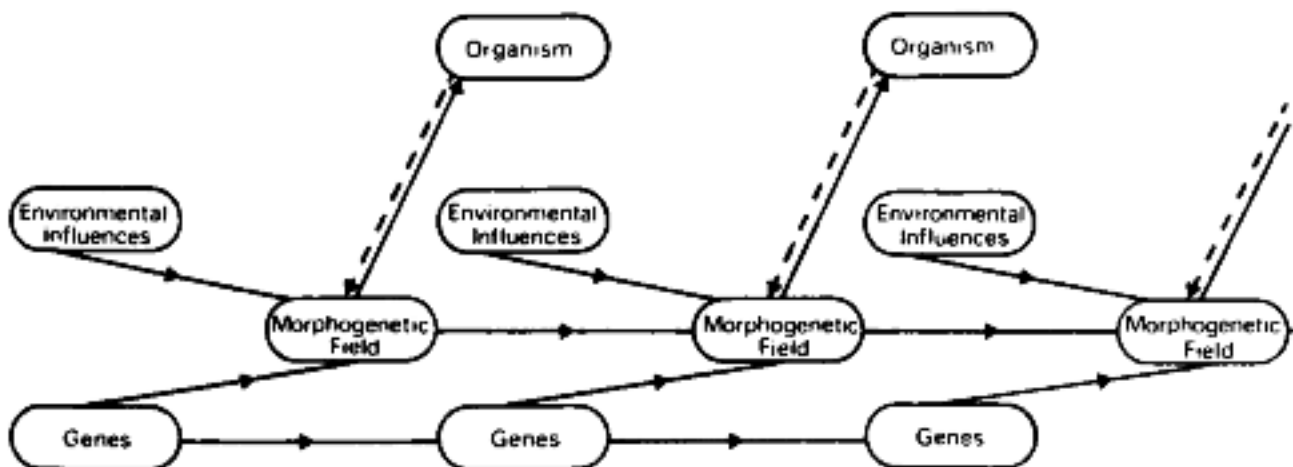 Organism
Organism
Environmental
Influences
Environmental
Influences
Environmental
Influences
Morphogenetic
Field
Morphogenetic
Field
Morphogenetic
Field
Genes
Genes
Genes